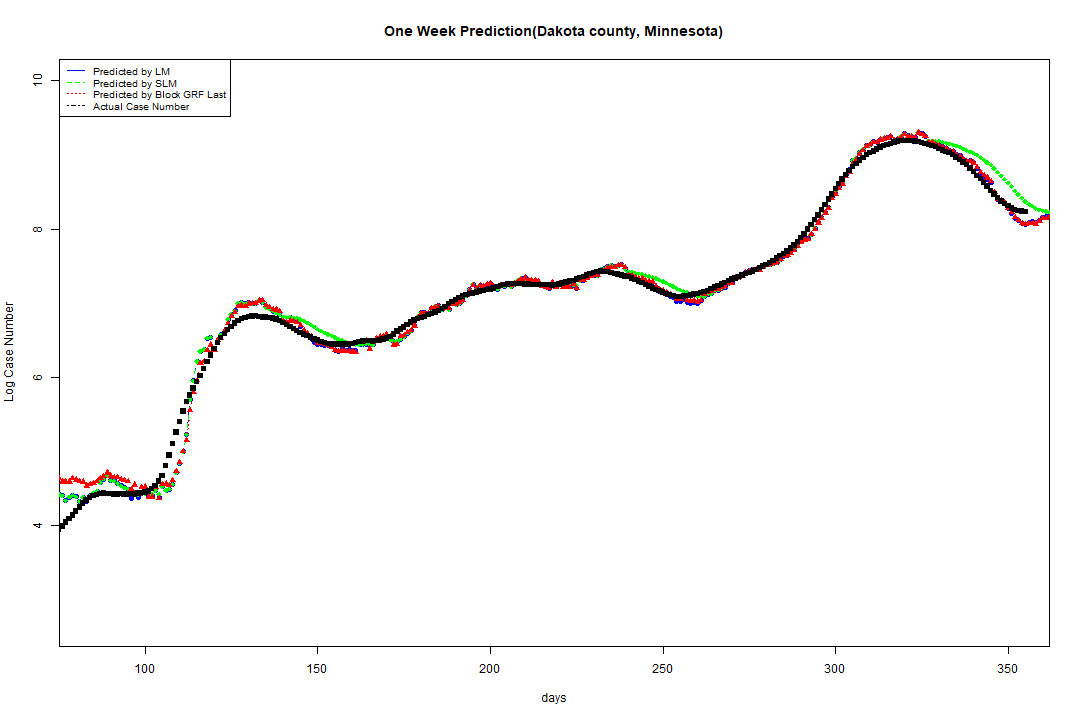 One Week Prediction(Dakota county, Minnesota)
Predicted by LM
Predicted by SLM
Predicted by Block GRF Last
Actual Case Number
10
8
6
4
Log Case Number
100 150 200 250 300 350
days